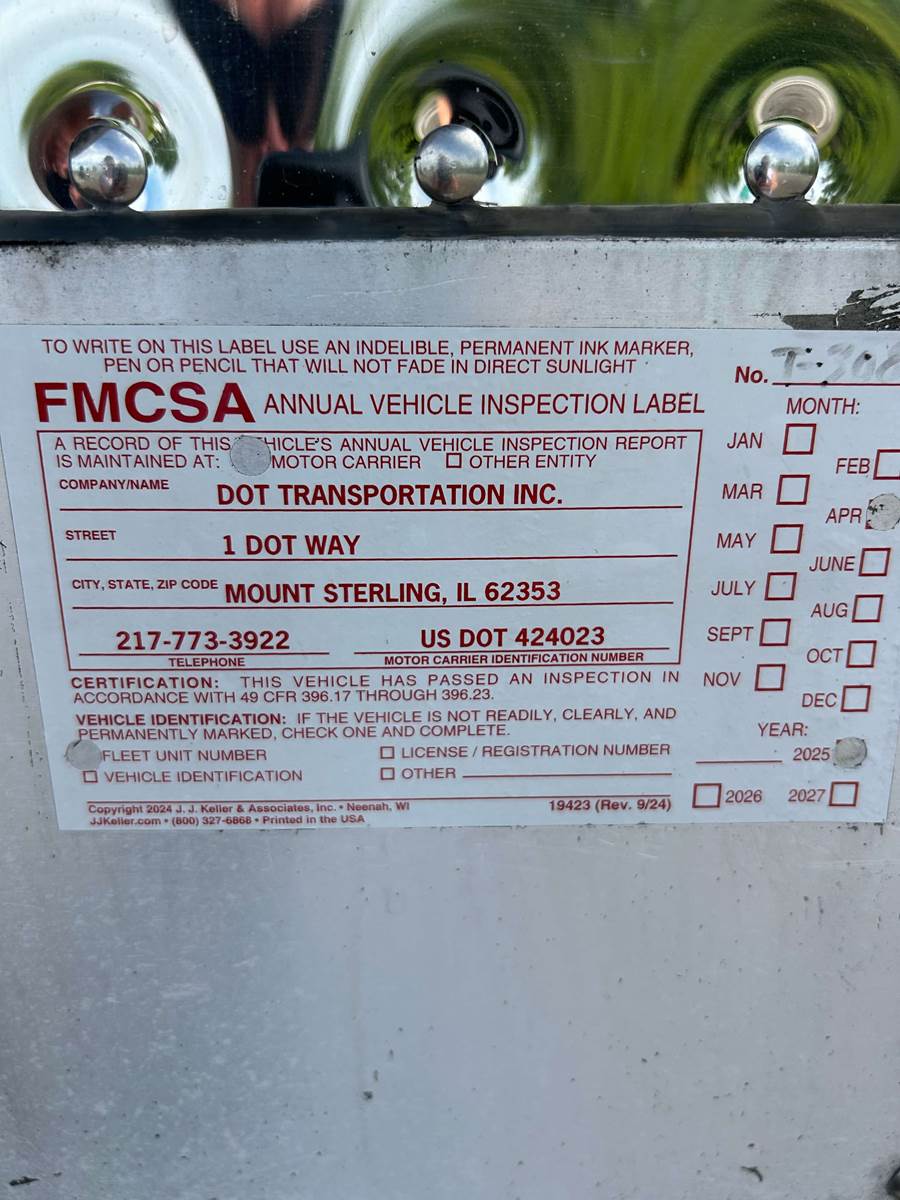 TO WRITE ON THIS LABEL USE AN INDELIBLE, PERMANENT INK MARKER,
PEN OR PENCIL THAT WILL NOT FADE IN DIRECT SUNLIGHT
No.
FMCSA ANNUAL VEHICLE INSPECTION LABEL
A RECORD OF THIS VEHICLE'S ANNUAL VEHICLE INSPECTION REPORT
IS MAINTAINED AT: MOTOR CARRIER OTHER ENTITY
COMPANY/NAME DOT TRANSPORTATION INC.
STREET 1 DOT WAY
CITY, STATE, ZIP CODE MOUNT STERLING, IL 62353
217-773-3922 US DOT 424023
TELEPHONE MOTOR CARRIER IDENTIFICATION NUMBER
CERTIFICATION: THIS VEHICLE HAS PASSED AN INSPECTION IN
ACCORDANCE WITH 49 CFR 396.17 THROUGH 396.23.
VEHICLE IDENTIFICATION: IF THE VEHICLE IS NOT READILY, CLEARLY, AND
PERMANENTLY MARKED, CHECK ONE AND COMPLETE.
FLEET UNIT NUMBER LICENSE / REGISTRATION NUMBER
VEHICLE IDENTIFICATION OTHER
Copyright 2024 J. J. Keller & Associates, Inc. • Neenah, WI
JJKeller.com • (800) 327-6868 • Printed in the USA
19423 (Rev. 9/24)
MONTH:
JAN
FEB
MAR
APR
MAY
JUNE
JULY
AUG
SEPT
OCT
NOV
DEC
YEAR:
2025
2026 2027